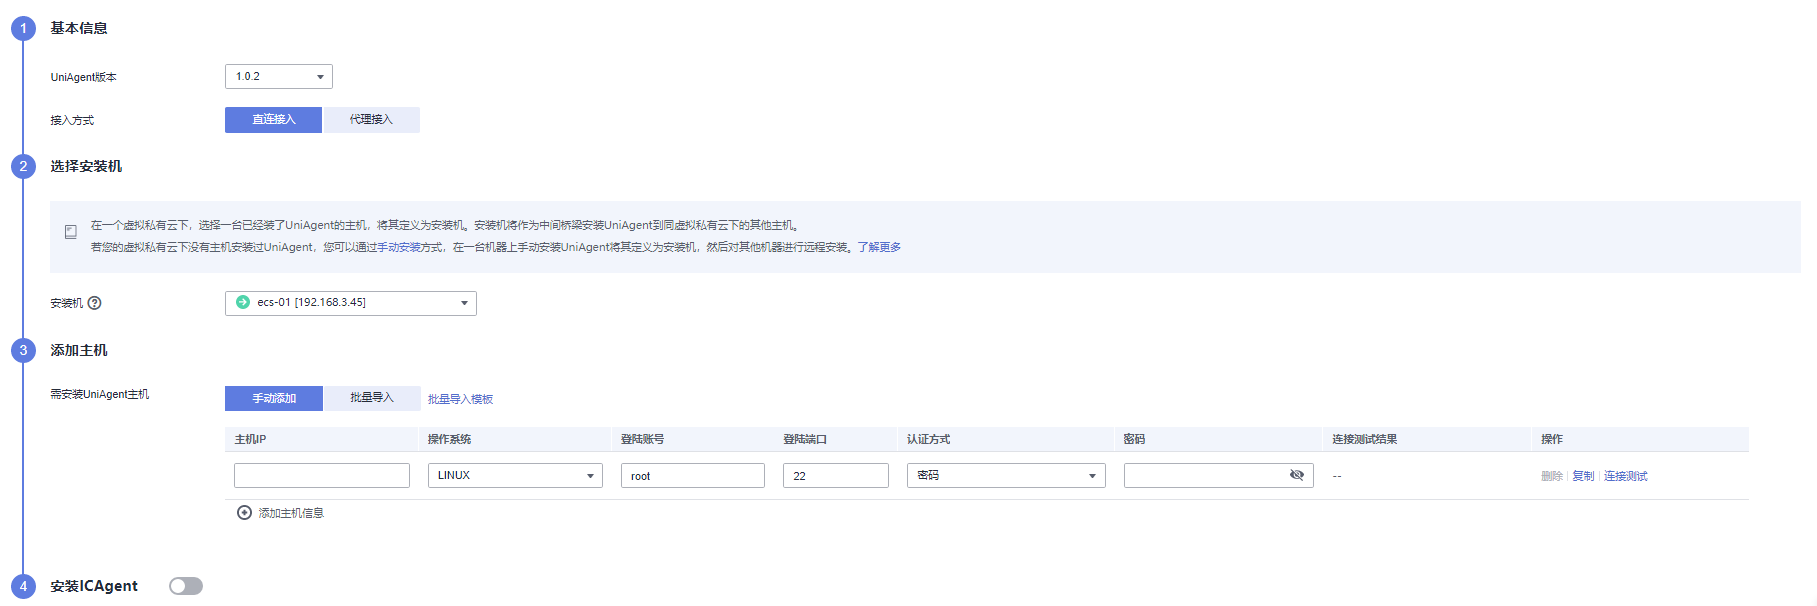 1 基本信息
UniAgent版本 1.0.2
接入方式 直连接入 代理接入
2 选择安装机
在一个虚拟私有云下，选择一台已经装了UniAgent的主机，将其定义为安装机。安装机将作为中间桥梁安装UniAgent到同虚拟私有云下的其他主机。
若您的虚拟私有云下没有主机安装过UniAgent，您可以通过手动安装方式，在一台机器上手动安装UniAgent将其定义为安装机，然后对其他机器进行远程安装。了解更多
安装机 ? ecs-01 [192.168.3.45]
3 添加主机
需安装UniAgent主机 手动添加 批量导入 批量导入模板
主机IP 操作系统 登陆账号 登陆端口 认证方式 密码 连接测试结果 操作
LINUX root 22 密码 -- 删除 复制 连接测试
添加主机信息
4 安装ICAgent